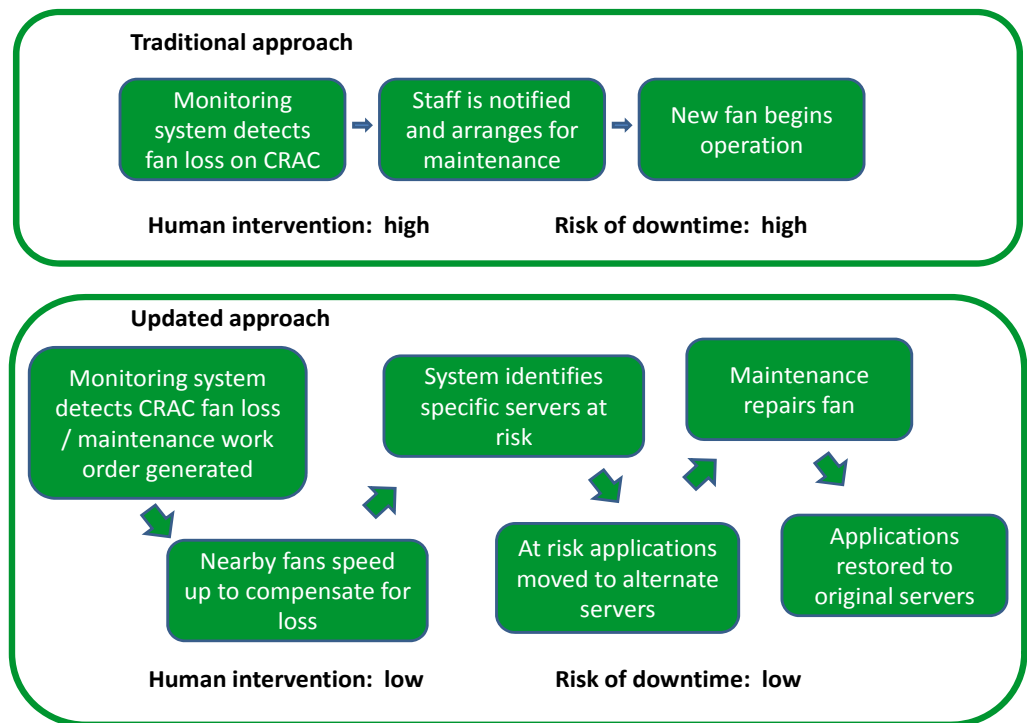 Traditional approach
Monitoring
system detects
fan loss on CRAC
Staff is notified
and arranges for
maintenance
New fan begins
operation
Human intervention:  high
Risk of downtime:  high
Updated approach
Monitoring system
detects CRAC fan loss
/ maintenance work
order generated
Nearby fans speed
up to compensate for
loss
System identifies
specific servers at
risk
At risk applications
moved to alternate
servers
Maintenance
repairs fan
Applications
restored to
original servers
Human intervention:  low
Risk of downtime:  low